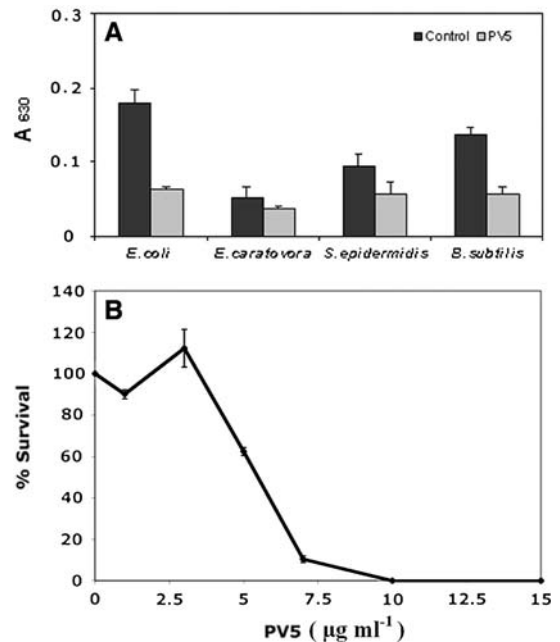 A
0.3
0.2
0.1
0
A 630
Control PV5
E.coli E.caratovora S.epidermidis B.subtilis
B
140
120
100
80
60
40
20
0
% Survival
0 2.5 5 7.5 10 12.5 15
PV5 ( µg ml-1)